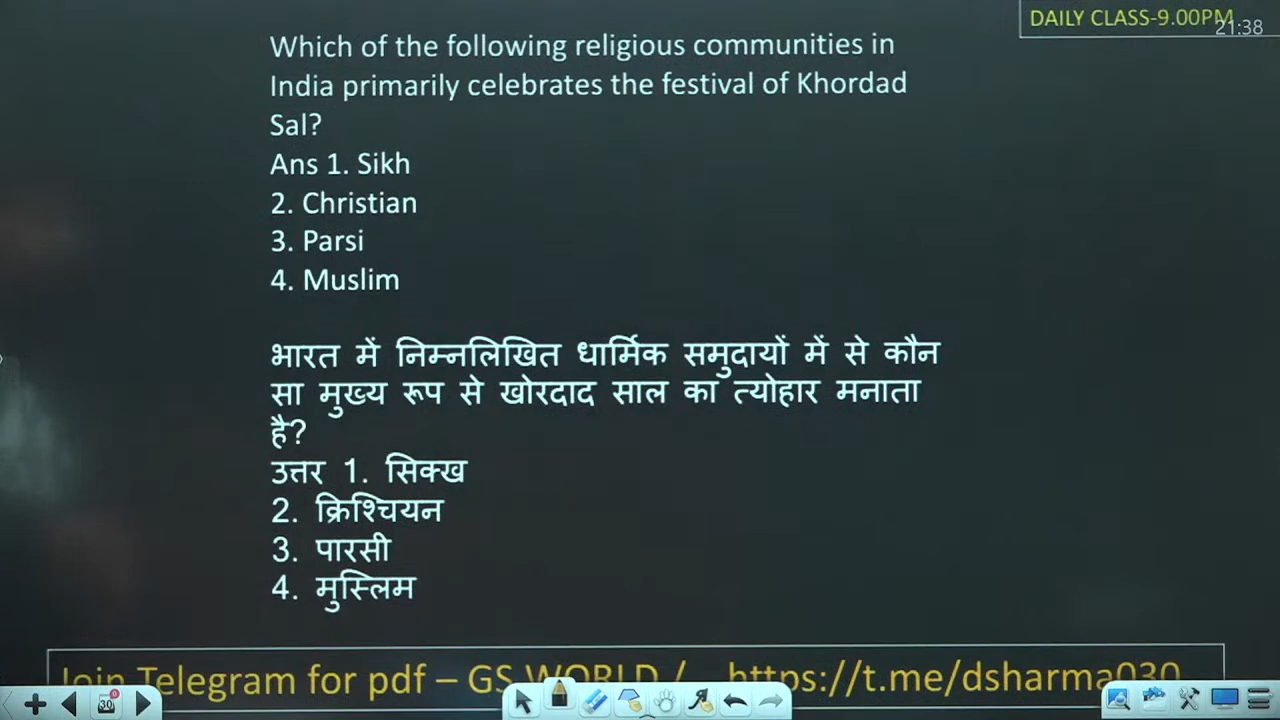 DAILY CLASS-9.00PM
21:38
Which of the following religious communities in
India primarily celebrates the festival of Khordad
Sal?
Ans 1. Sikh
2. Christian
3. Parsi
4. Muslim
भारत में निम्नलिखित धार्मिक समुदायों में से कौन
सा मुख्य रूप से खोरदाद साल का त्योहार मनाता
है?
उत्तर 1. सिक्ख
2. क्रिश्चियन
3. पारसी
4. मुस्लिम
Join Telegram for pdf – GS WORLD / https://t.me/dsharma030